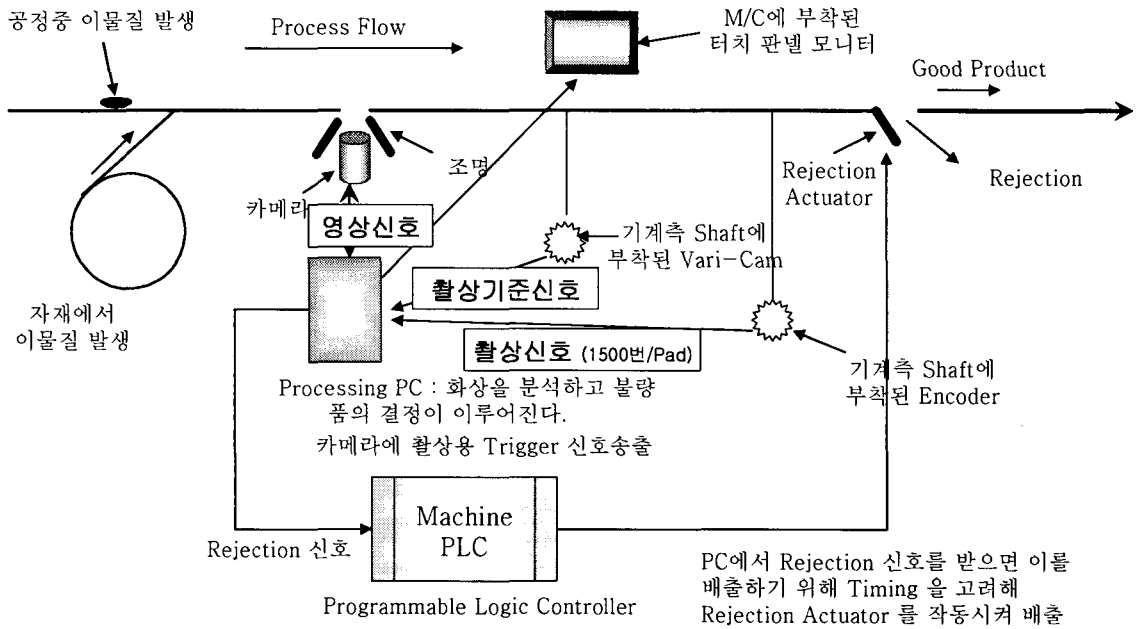 공정중 이물질 발생
Process Flow
M/C에 부착된
터치 판넬 모니터
Good Product
조명
카메라
Rejection
Actuator
Rejection
영상신호
기계측 Shaft에
부착된 Vari-Cam
촬상기준신호
자재에서
이물질 발생
촬상신호 (1500번/Pad)
기계측 Shaft에
부착된 Encoder
Processing PC : 화상을 분석하고 불량
품의 결정이 이루어진다.
카메라에 촬상용 Trigger 신호송출
Machine
PLC
Rejection 신호
Programmable Logic Controller
PC에서 Rejection 신호를 받으면 이를
배출하기 위해 Timing 을 고려해
Rejection Actuator 를 작동시켜 배출